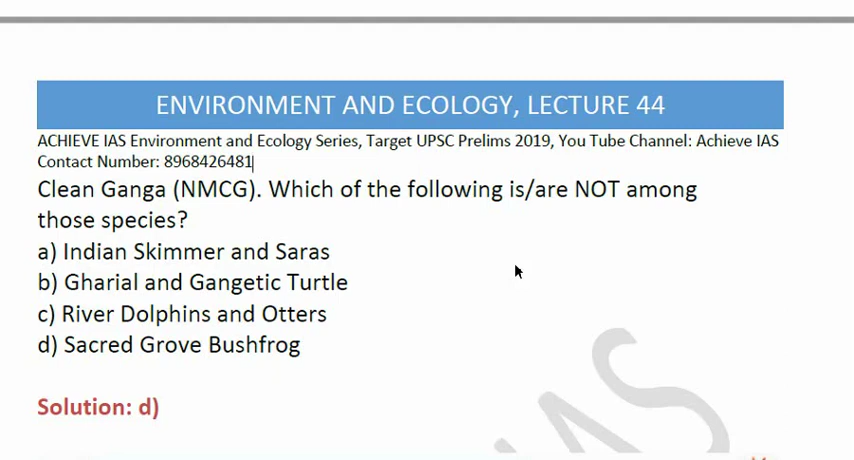 ENVIRONMENT AND ECOLOGY, LECTURE 44
ACHIEVE IAS Environment and Ecology Series, Target UPSC Prelims 2019, You Tube Channel: Achieve IAS
Contact Number: 8968426481
Clean Ganga (NMCG). Which of the following is/are NOT among
those species?
a) Indian Skimmer and Saras
b) Gharial and Gangetic Turtle
c) River Dolphins and Otters
d) Sacred Grove Bushfrog
Solution: d)
IAS